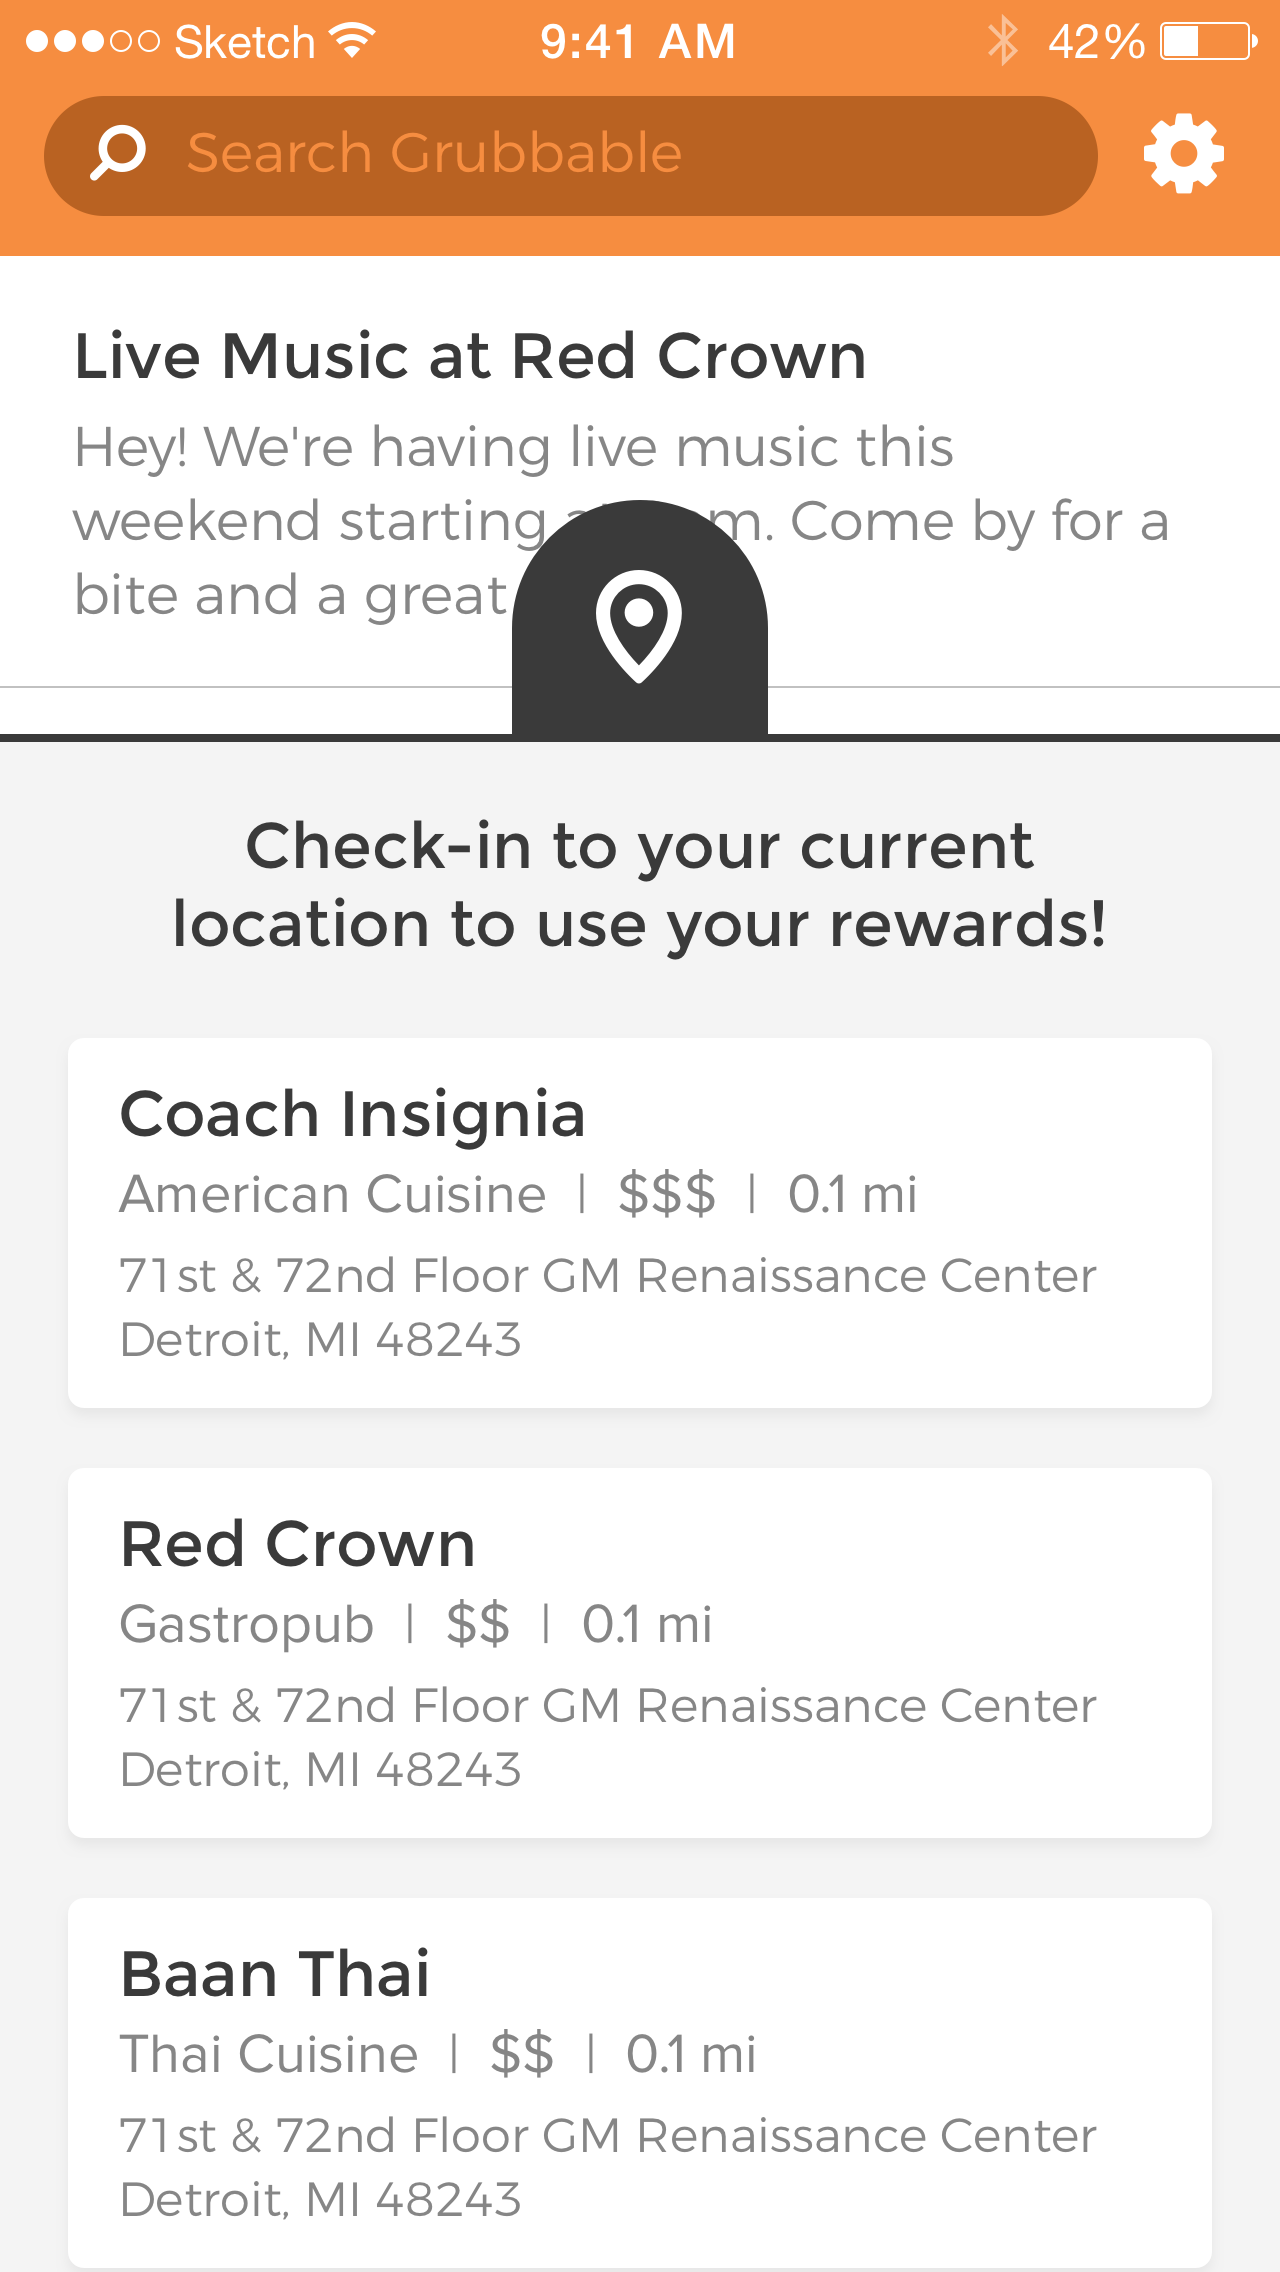 Sketch 9:41 AM 42%
Search Grubbable
Live Music at Red Crown
Hey! We're having live music this
weekend starting . Come by for a
bite and a great
Check-in to your current
location to use your rewards!
Coach Insignia
American Cuisine | $$$ | 0.1 mi
71st & 72nd Floor GM Renaissance Center
Detroit, MI 48243
Red Crown
Gastropub | $$ | 0.1 mi
71st & 72nd Floor GM Renaissance Center
Detroit, MI 48243
Baan Thai
Thai Cuisine | $$ | 0.1 mi
71st & 72nd Floor GM Renaissance Center
Detroit, MI 48243